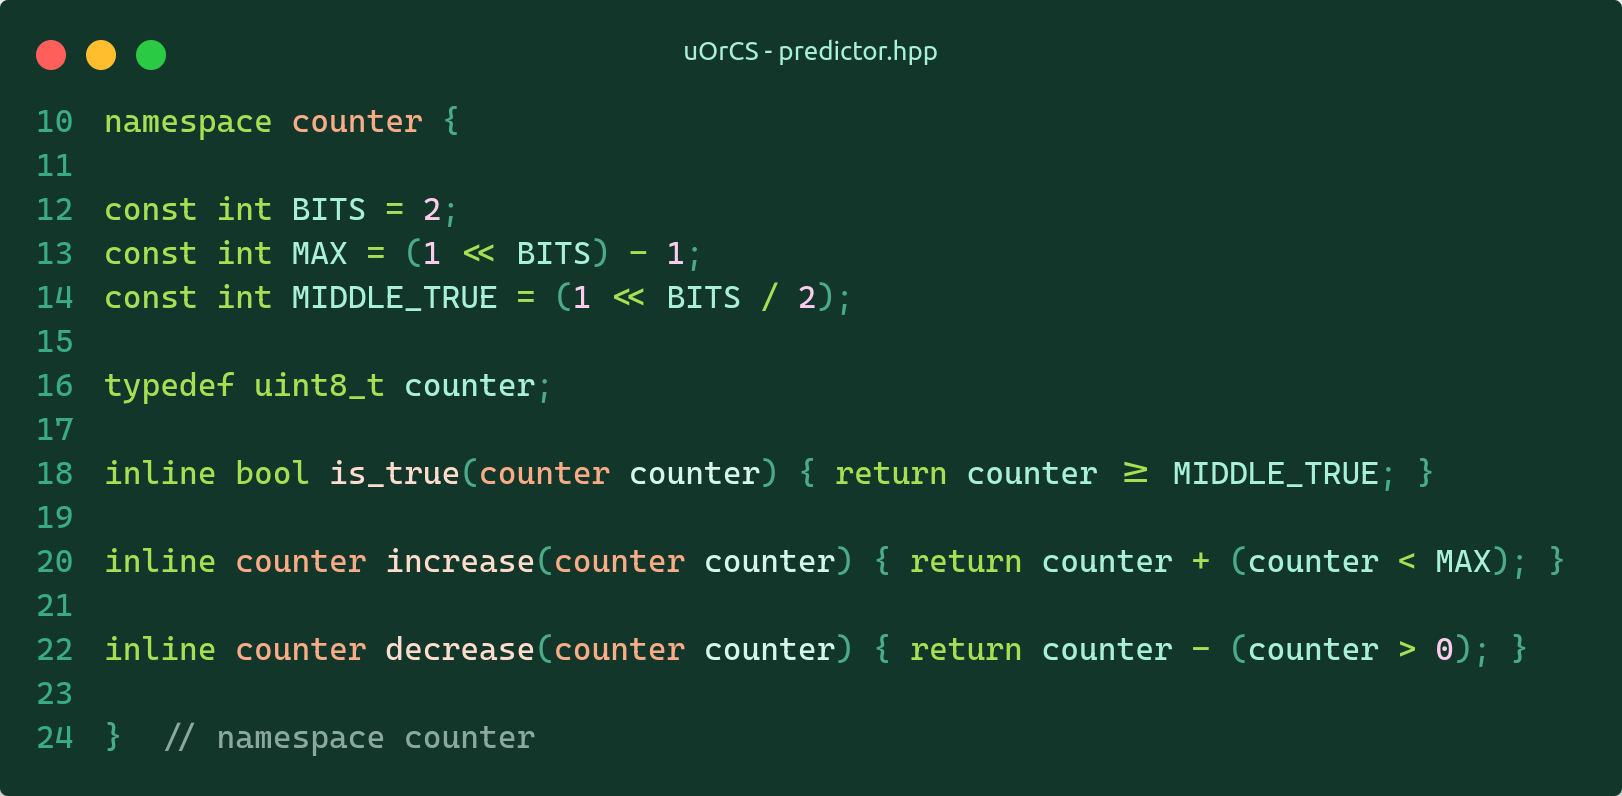 uOrCS - predictor.hpp
10 namespace counter {
11
12 const int BITS = 2;
13 const int MAX = (1 << BITS) - 1;
14 const int MIDDLE_TRUE = (1 << BITS / 2);
15
16 typedef uint8_t counter;
17
18 inline bool is_true(counter counter) { return counter >= MIDDLE_TRUE; }
19
20 inline counter increase(counter counter) { return counter + (counter < MAX); }
21
22 inline counter decrease(counter counter) { return counter - (counter > 0); }
23
24 }  // namespace counter